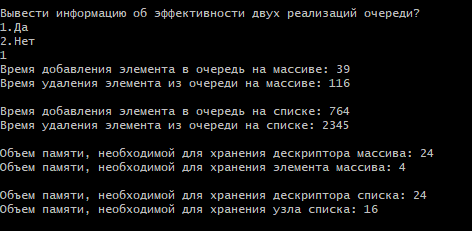 Вывести информацию об эффективности двух реализаций очереди?
1.Да
2.Нет
1
Время добавления элемента в очередь на массиве: 39
Время удаления элемента из очереди на массиве: 116
Время добавления элемента в очередь на списке: 764
Время удаления элемента из очереди на списке: 2345
Объем памяти, необходимой для хранения дескриптора массива: 24
Объем памяти, необходимой для хранения элемента массива: 4
Объем памяти, необходимой для хранения дескриптора списка: 24
Объем памяти, необходимой для хранения узла списка: 16